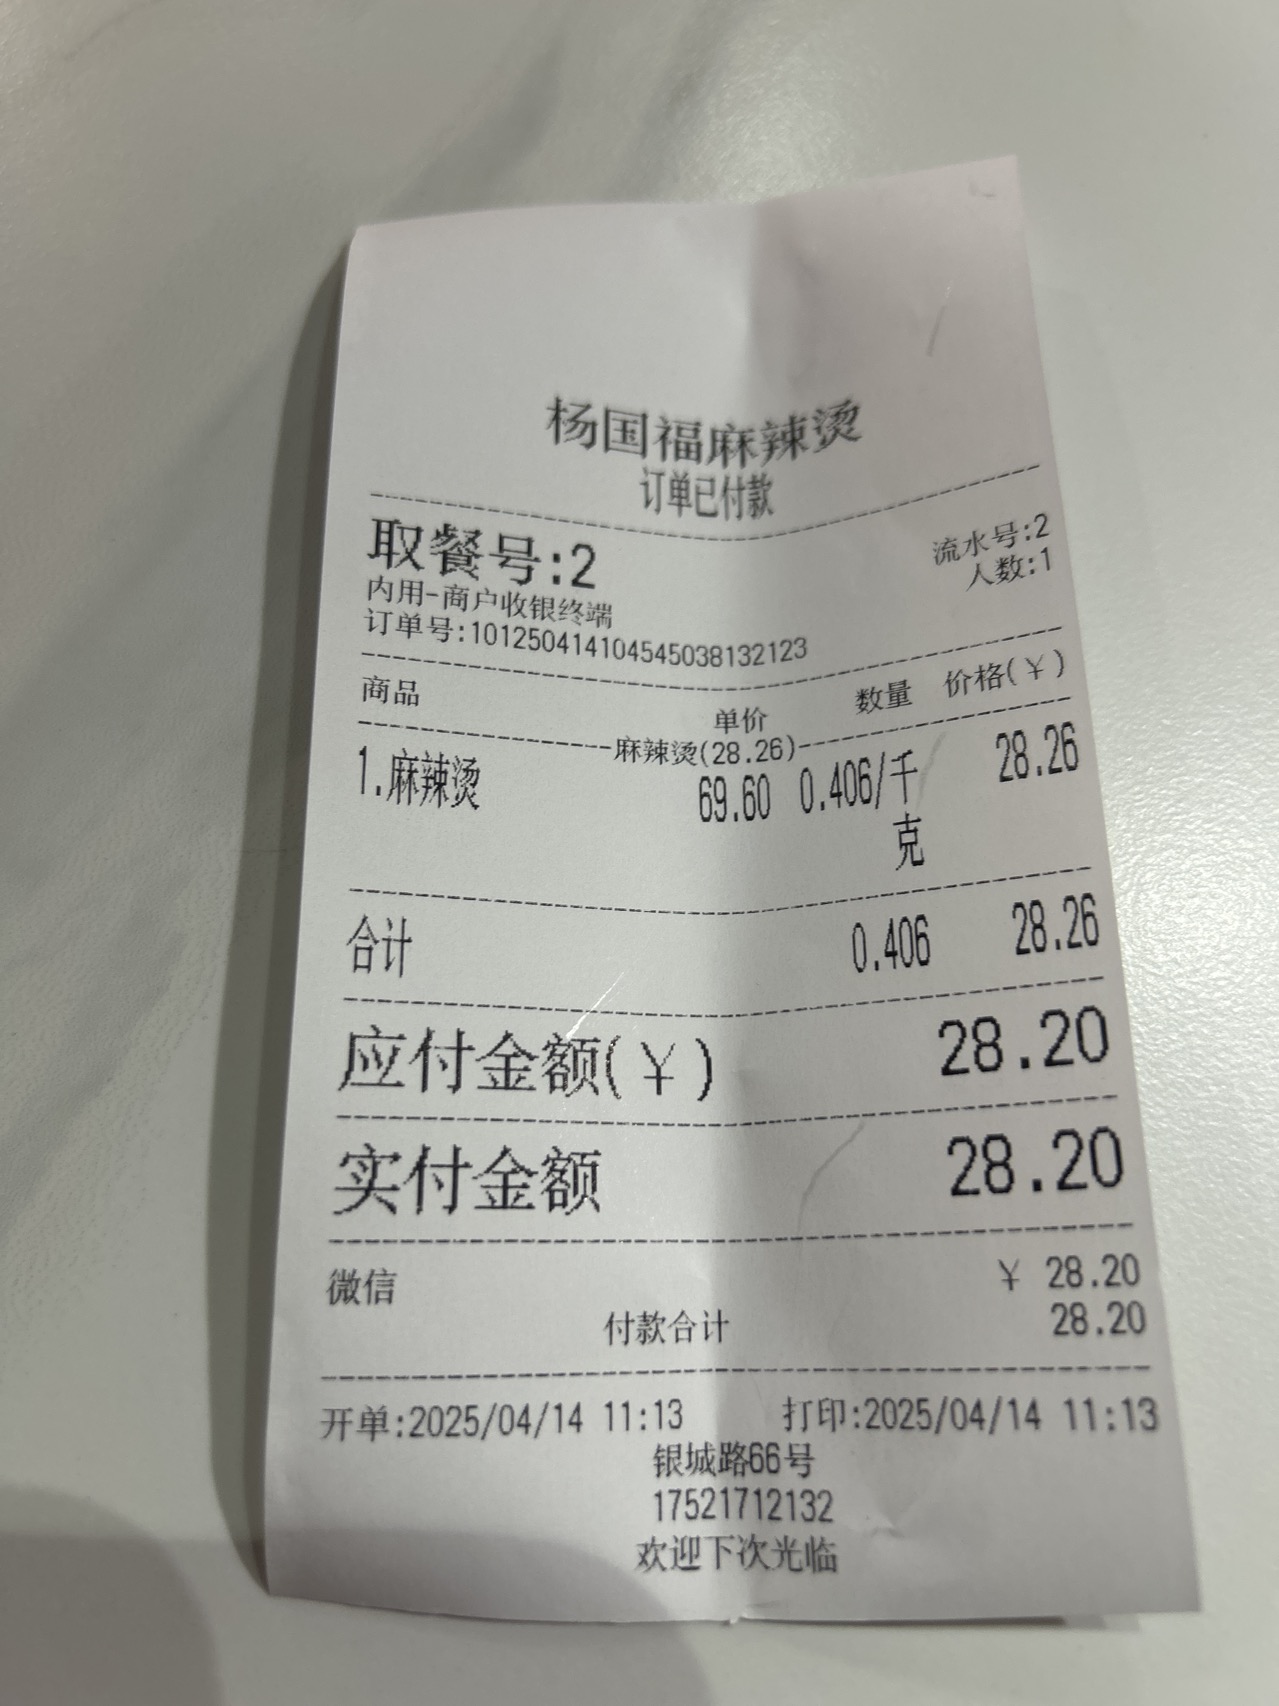 杨国福麻辣烫
订单已付款
取餐号:2 流水号:2
内用-商户收银终端 人数:1
订单号:101250414104545038132123
商品 单价 数量 价格(¥)
麻辣烫(28.26)
1.麻辣烫 69.60 0.406/千 28.26
克
合计 0.406 28.26
应付金额(¥) 28.20
实付金额 28.20
微信 ¥ 28.20
付款合计 28.20
开单:2025/04/14 11:13 打印:2025/04/14 11:13
银城路66号
17521712132
欢迎下次光临